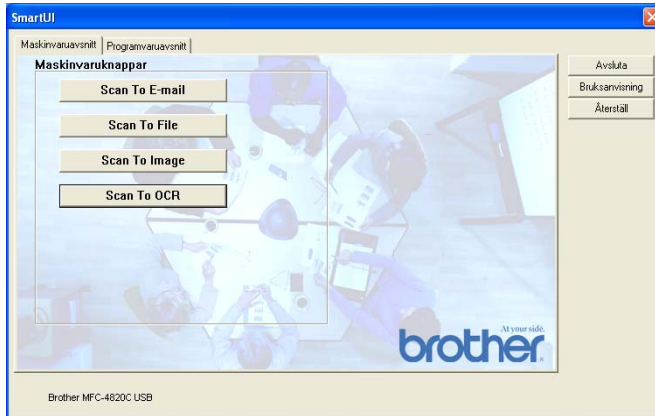 SmartUI
Maskinvaruavsnitt
Programvaruavsnitt
Maskinvaruknappar
Scan To E-mail
Scan To File
Scan To Image
Scan To OCR
Avsluta
Bruksanvisning
Återställ
At your side.
brother
Brother MFC-4820C USB